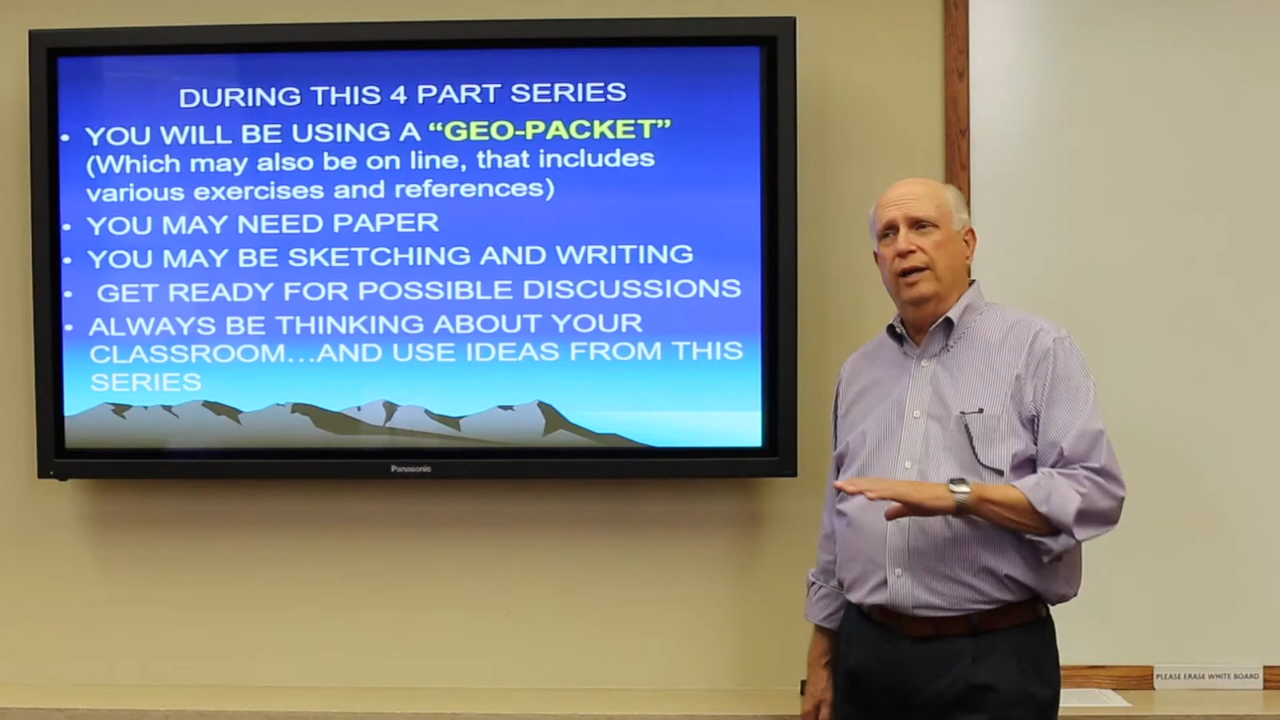 DURING THIS 4 PART SERIES
• YOU WILL BE USING A “GEO-PACKET”
(Which may also be on line, that includes
various exercises and references)
• YOU MAY NEED PAPER
• YOU MAY BE SKETCHING AND WRITING
• GET READY FOR POSSIBLE DISCUSSIONS
• ALWAYS BE THINKING ABOUT YOUR
CLASSROOM...AND USE IDEAS FROM THIS
SERIES
Panasonic
PLEASE ERASE WHITE BOARD